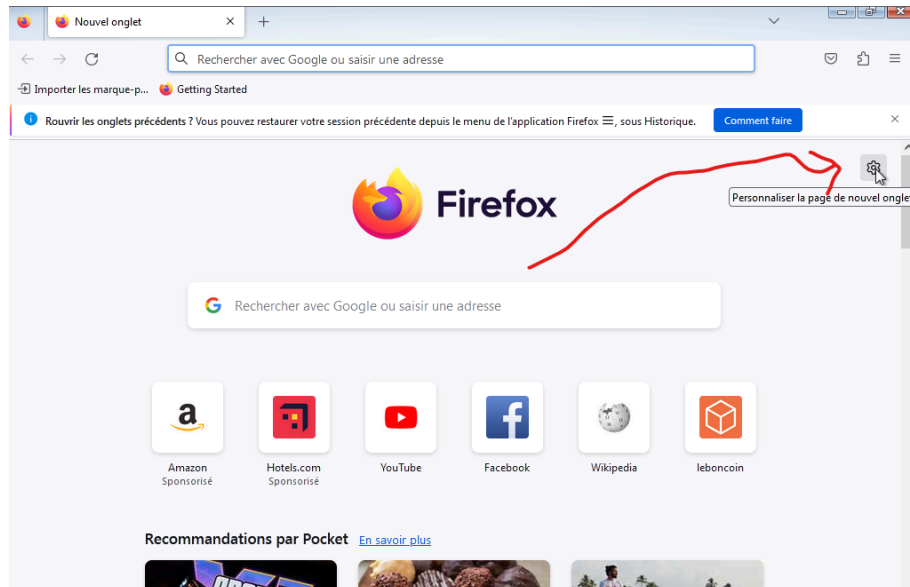 Nouvel onglet
Rechercher avec Google ou saisir une adresse
Importer les marque-p... Getting Started
Rouvrir les onglets précédents ? Vous pouvez restaurer votre session précédente depuis le menu de l'application Firefox ☰, sous Historique. Comment faire
Personnaliser la page de nouvel ongle
Firefox
Rechercher avec Google ou saisir une adresse
Amazon Hotels.com YouTube Facebook Wikipedia leboncoin
Sponsorisé Sponsorisé
Recommandations par Pocket En savoir plus